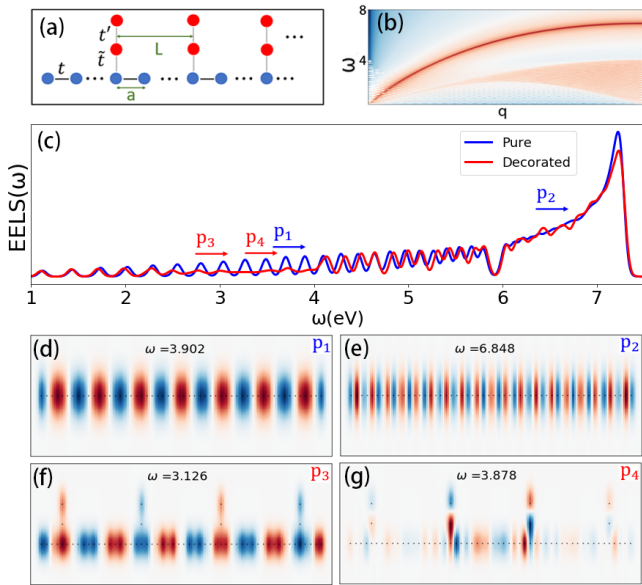 (a)
t′
t̃
t
L
a
...
...
...
...
...
(b)
8
4
ω
q
(c)
EELS(ω)
Pure
Decorated
p₃
p₄
p₁
p₂
1 2 3 4 5 6 7
ω(eV)
(d) ω =3.902 p₁
(e) ω =6.848 p₂
(f) ω =3.126 p₃
(g) ω =3.878 p₄